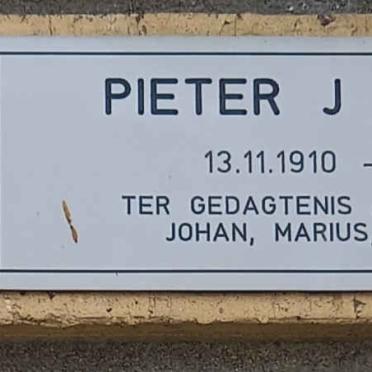 PIETER J
13.11.1910 -
TER GEDAGTENIS
JOHAN, MARIUS,